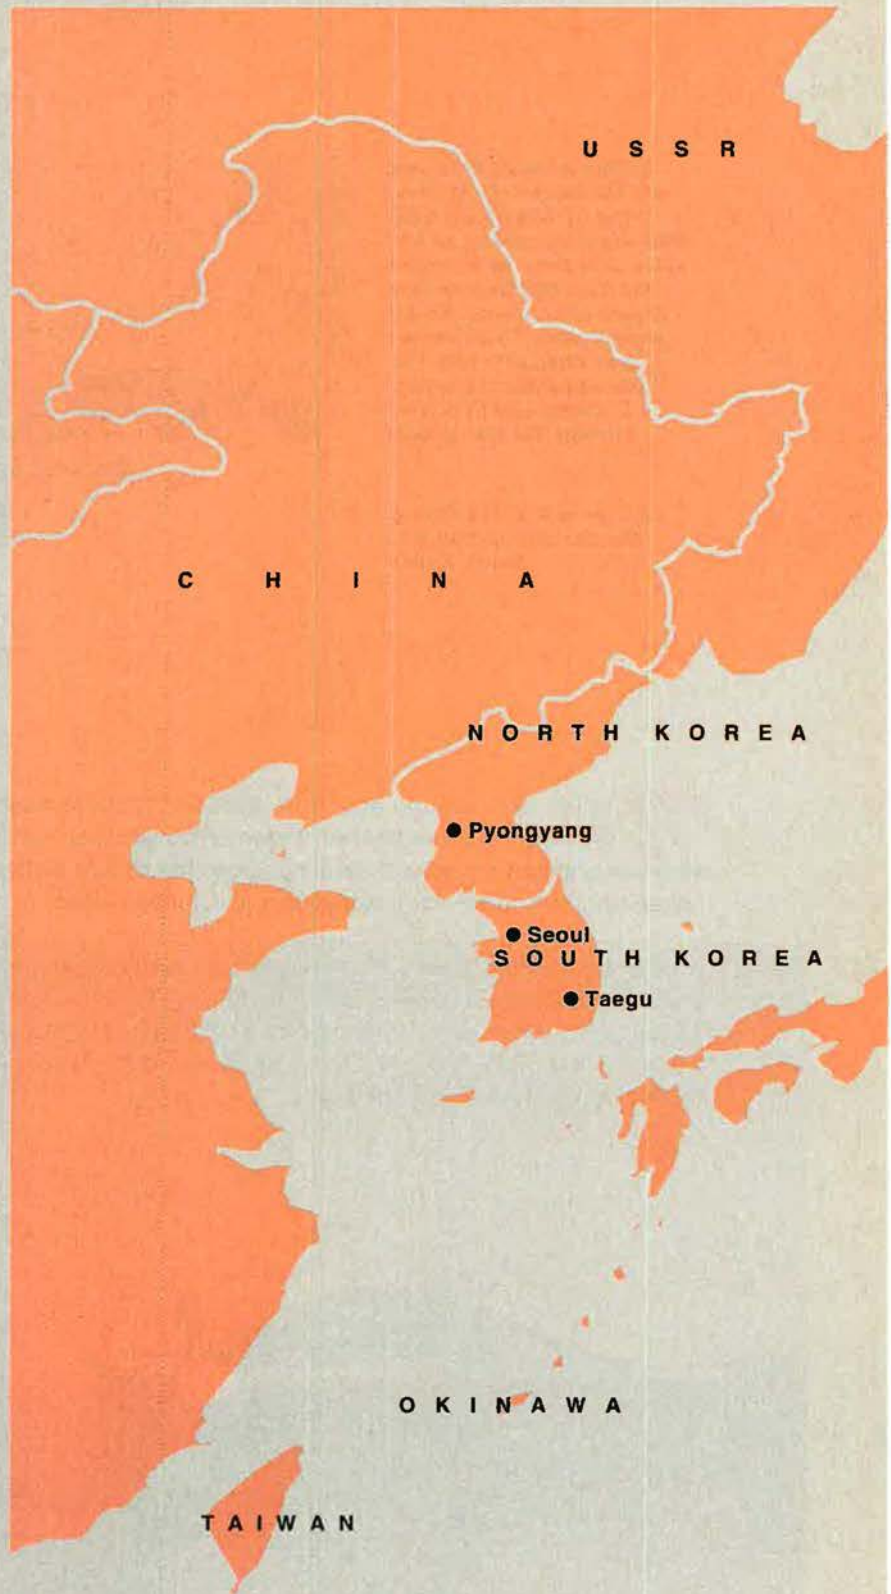 USSR
CHINA
NORTH KOREA
Pyongyang
Seoul
SOUTH KOREA
Taegu
OKINAWA
TAIWAN